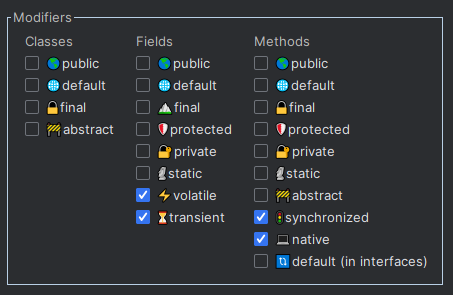 Modifiers
Classes
public
default
final
abstract
Fields
public
default
final
protected
private
static
volatile
transient
Methods
public
default
final
protected
private
static
abstract
synchronized
native
default (in interfaces)